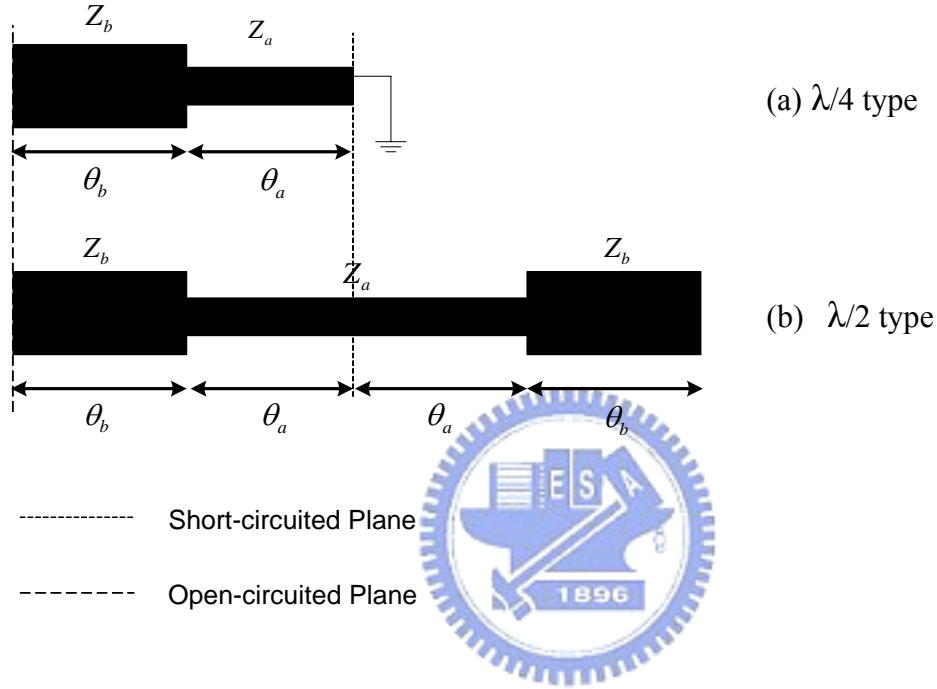 Z_b Z_a
(a) λ/4 type
θ_b θ_a
Z_b Z_a Z_b
(b) λ/2 type
θ_b θ_a θ_a θ_b
Short-circuited Plane
Open-circuited Plane
E S A
1896